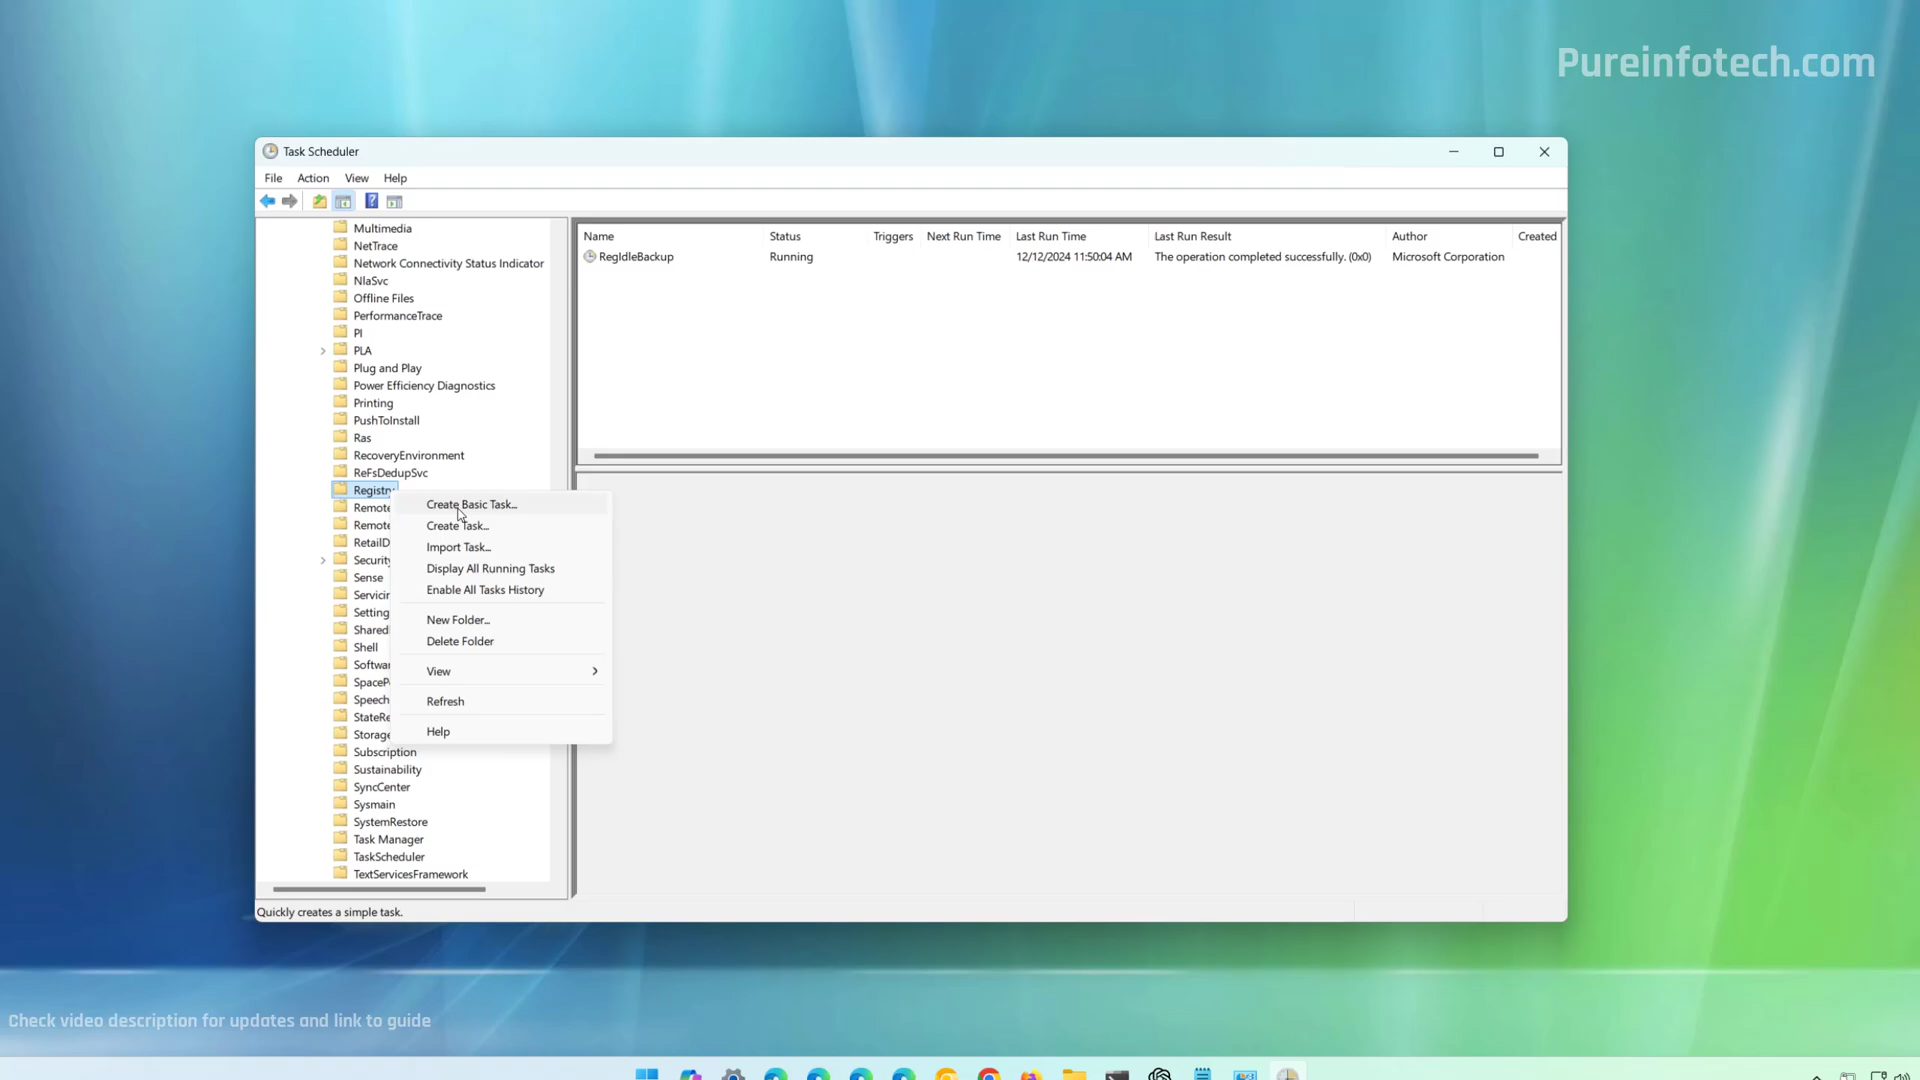 Pureinfotech.com
Task Scheduler
File Action View Help
Multimedia
NetTrace
Network Connectivity Status Indicator
NlaSvc
Offline Files
PerformanceTrace
PI
PLA
Plug and Play
Power Efficiency Diagnostics
Printing
PushToInstall
Ras
RecoveryEnvironment
ReFsDedupSvc
Registry
Remote
Remote
RetailD
Security
Sense
Servicin
Setting
Shared
Shell
Softwa
SpaceP
Speech
StateRe
Storage
Subscription
Sustainability
SyncCenter
Sysmain
SystemRestore
Task Manager
TaskScheduler
TextServicesFramework
Name Status Triggers Next Run Time Last Run Time Last Run Result Author Created
RegIdleBackup Running 12/12/2024 11:50:04 AM The operation completed successfully. (0x0) Microsoft Corporation
Create Basic Task...
Create Task...
Import Task...
Display All Running Tasks
Enable All Tasks History
New Folder...
Delete Folder
View
Refresh
Help
Quickly creates a simple task.
Check video description for updates and link to guide